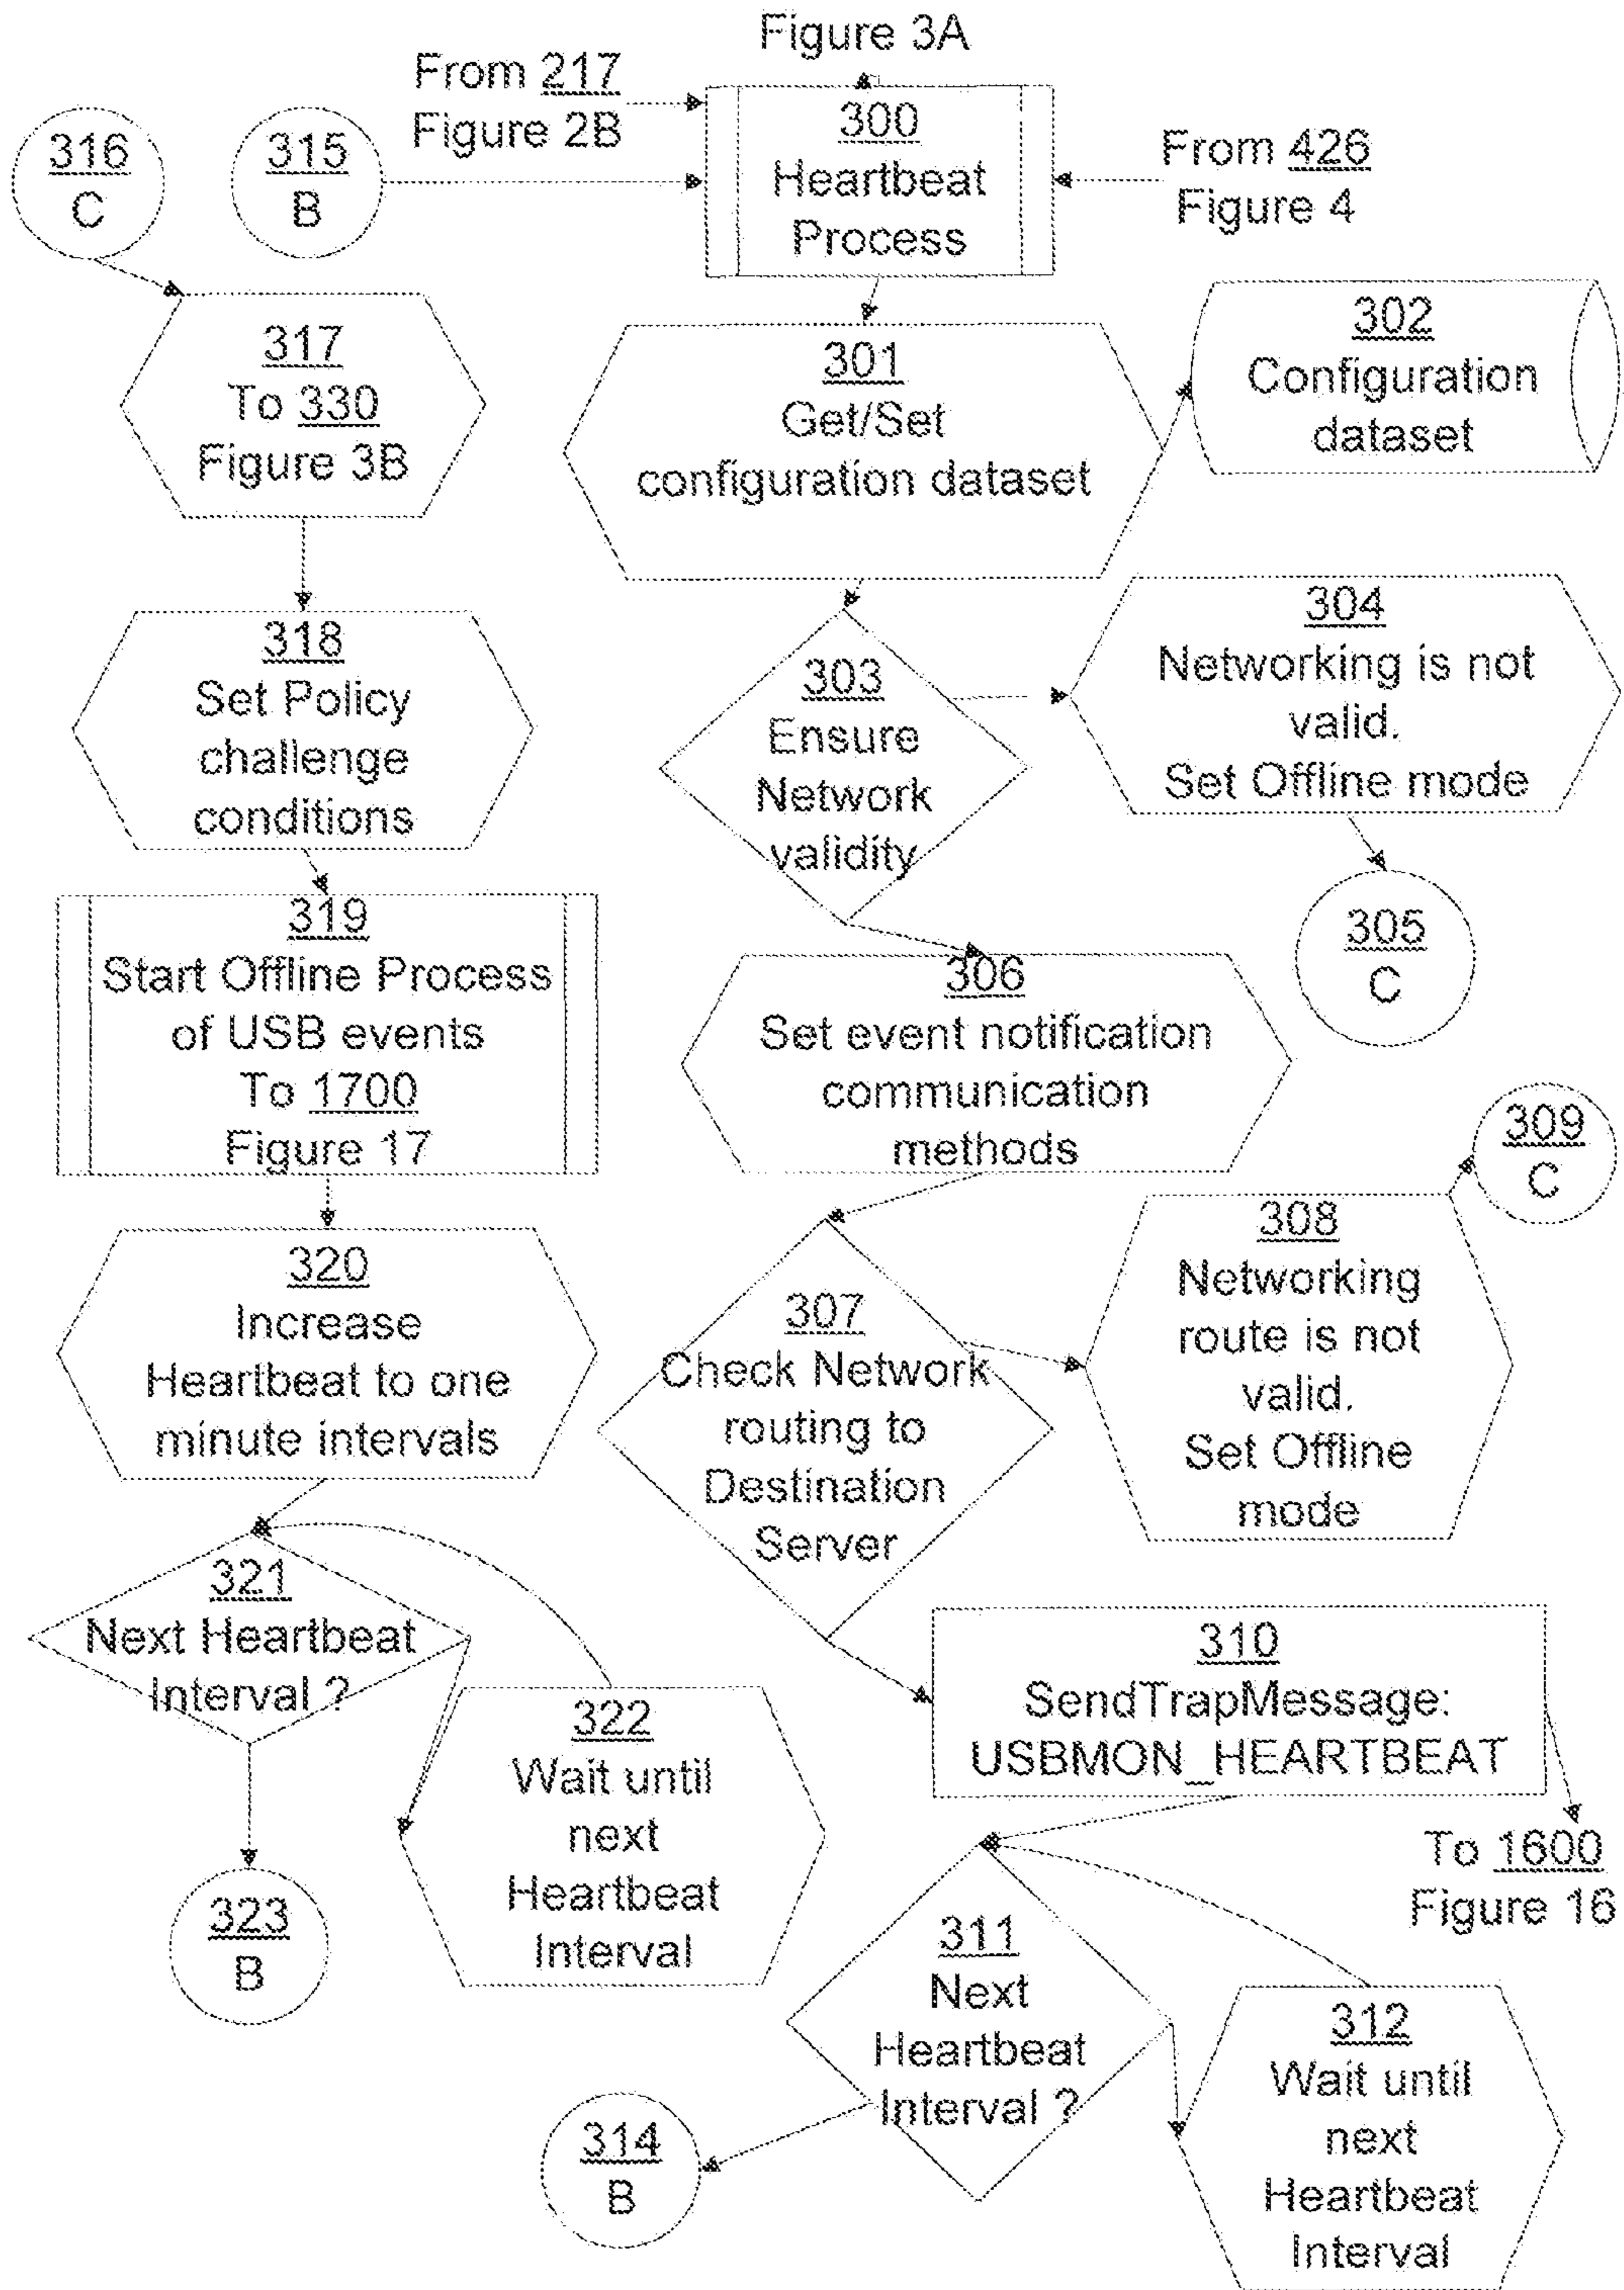 Figure 3A
From 217
Figure 2B
316
C
315
B
300
Heartbeat
Process
From 426
Figure 4
317
To 330
Figure 3B
301
Get/Set
configuration dataset
302
Configuration
dataset
318
Set Policy
challenge
conditions
303
Ensure
Network
validity
304
Networking is not
valid.
Set Offline mode
305
C
319
Start Offline Process
of USB events
To 1700
Figure 17
306
Set event notification
communication
methods
309
C
320
Increase
Heartbeat to one
minute intervals
307
Check Network
routing to
Destination
Server
308
Networking
route is not
valid.
Set Offline
mode
321
Next Heartbeat
Interval ?
322
Wait until
next
Heartbeat
Interval
310
SendTrapMessage:
USBMON_HEARTBEAT
To 1600
Figure 16
323
B
311
Next
Heartbeat
Interval ?
312
Wait until
next
Heartbeat
Interval
314
B